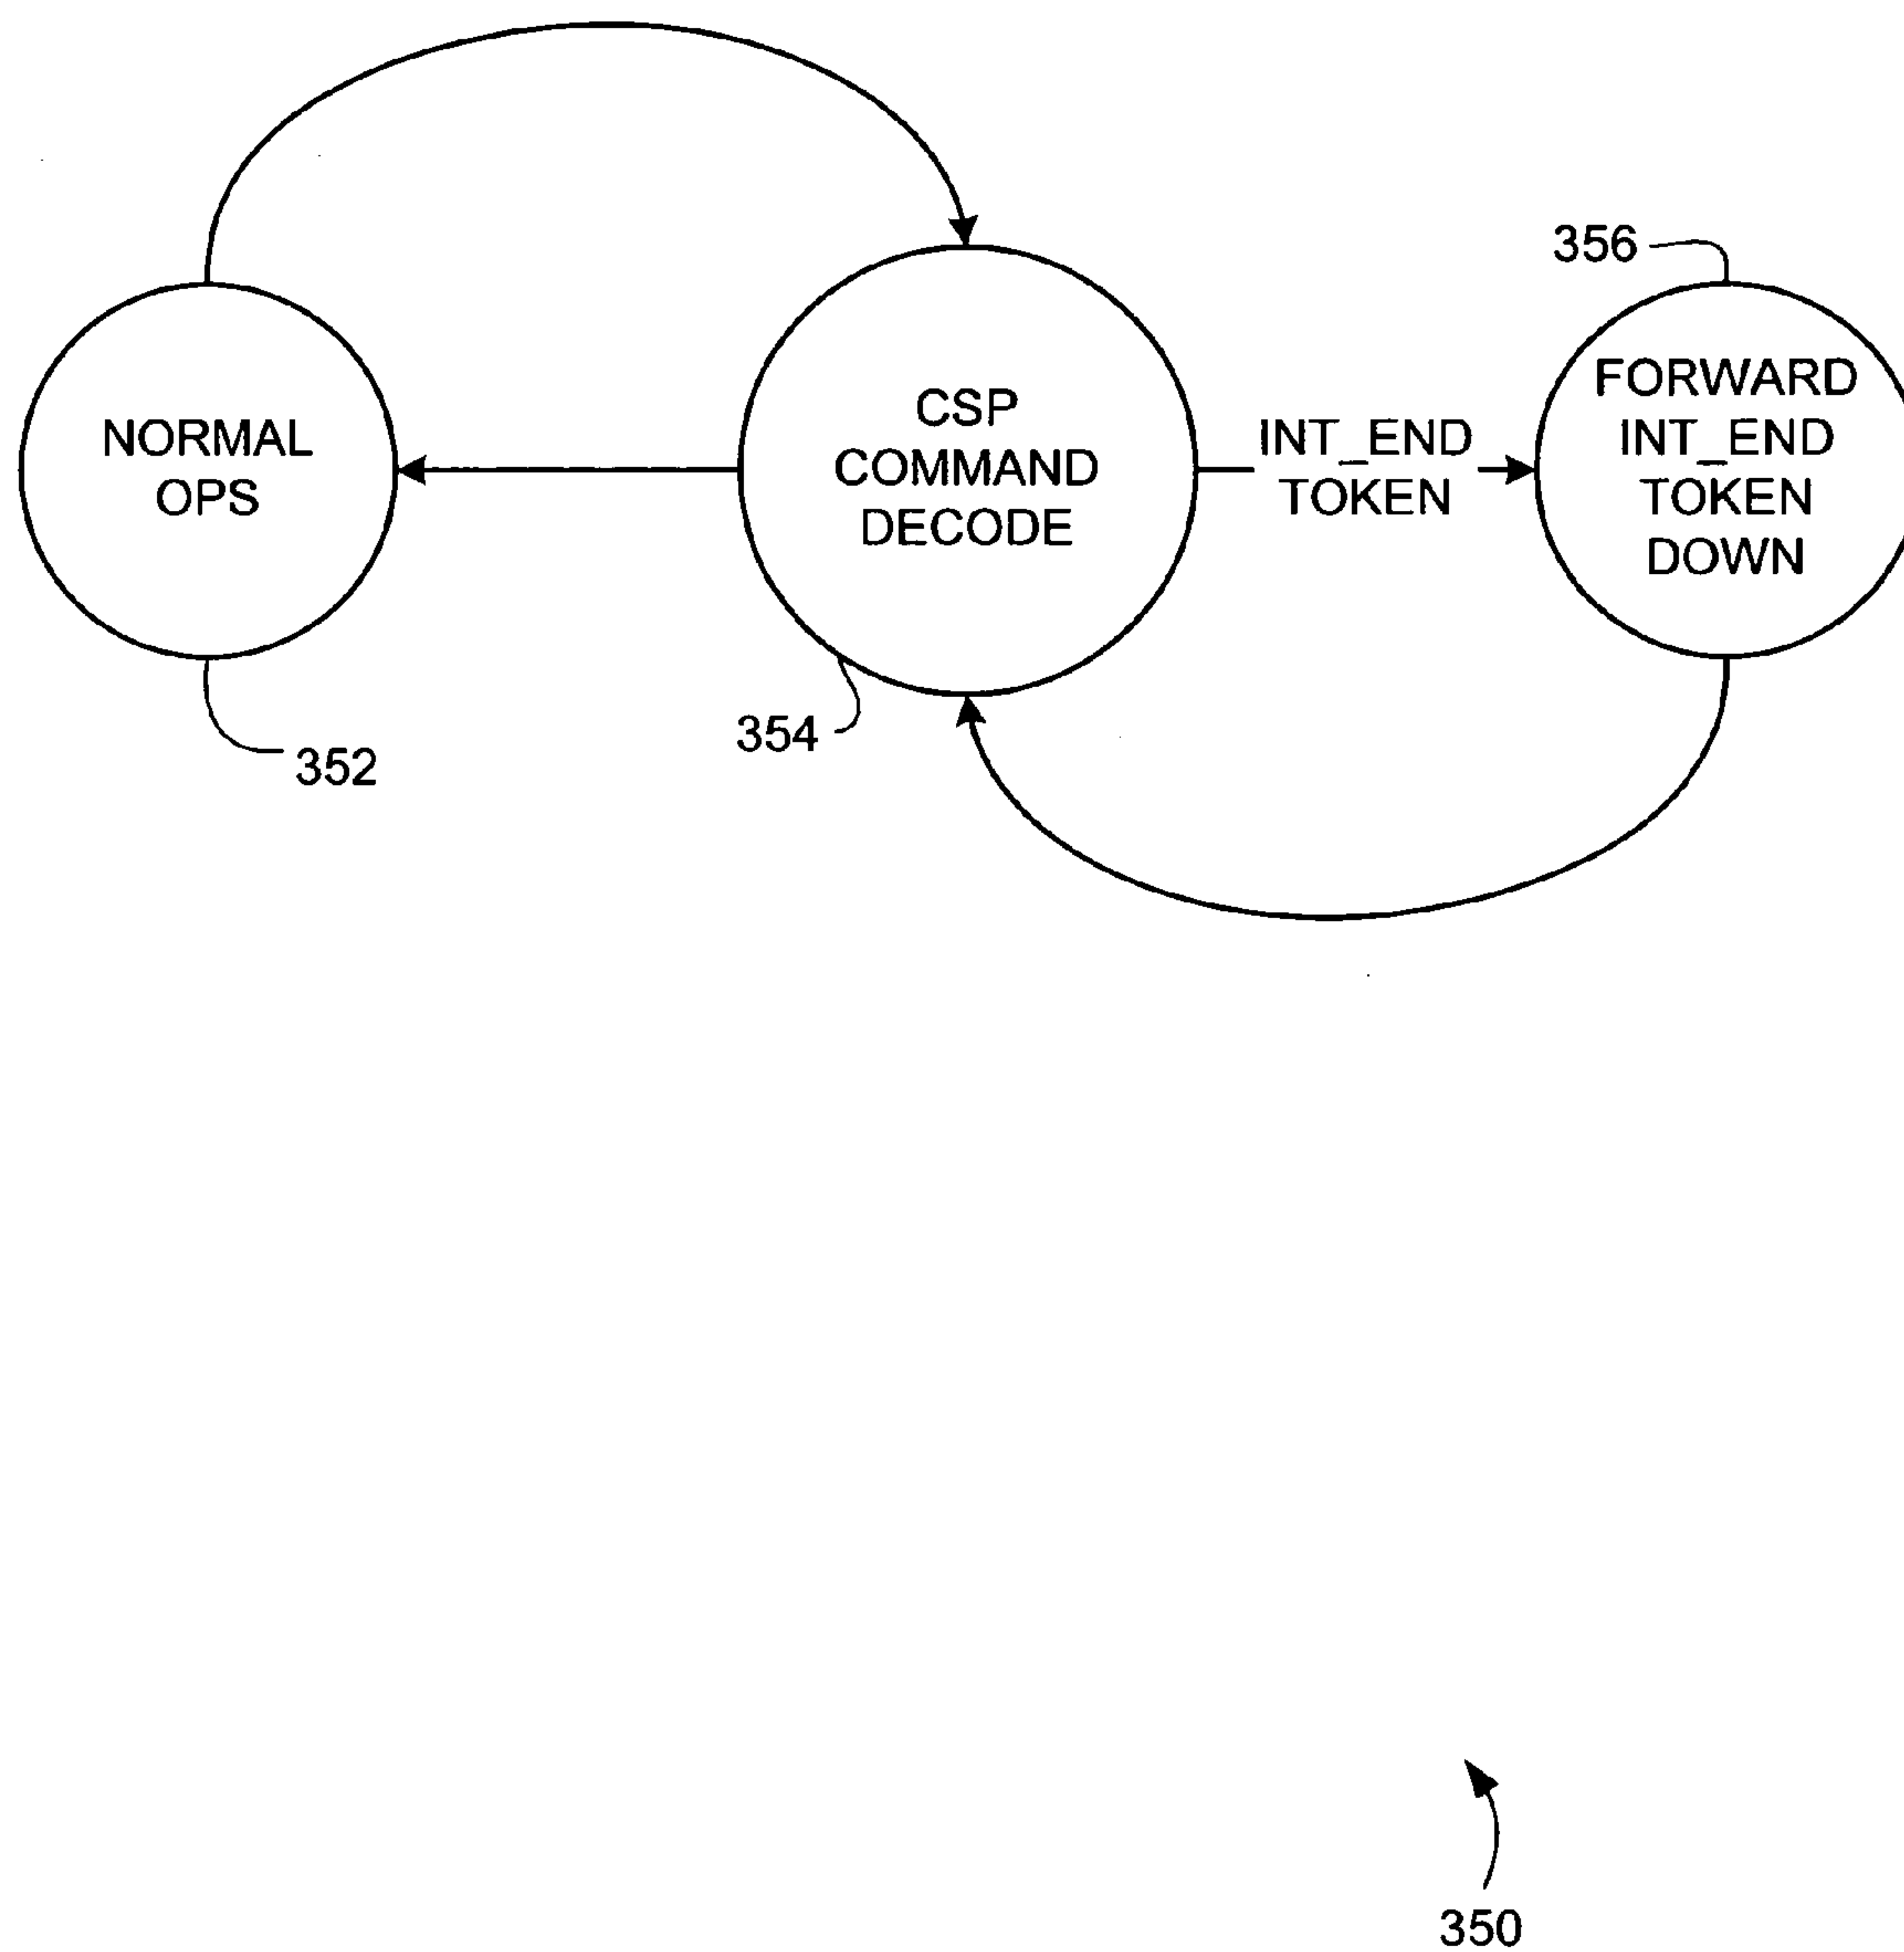 356
NORMAL
OPS
CSP
COMMAND
DECODE
INT_END
TOKEN
FORWARD
INT_END
TOKEN
DOWN
354
352
350